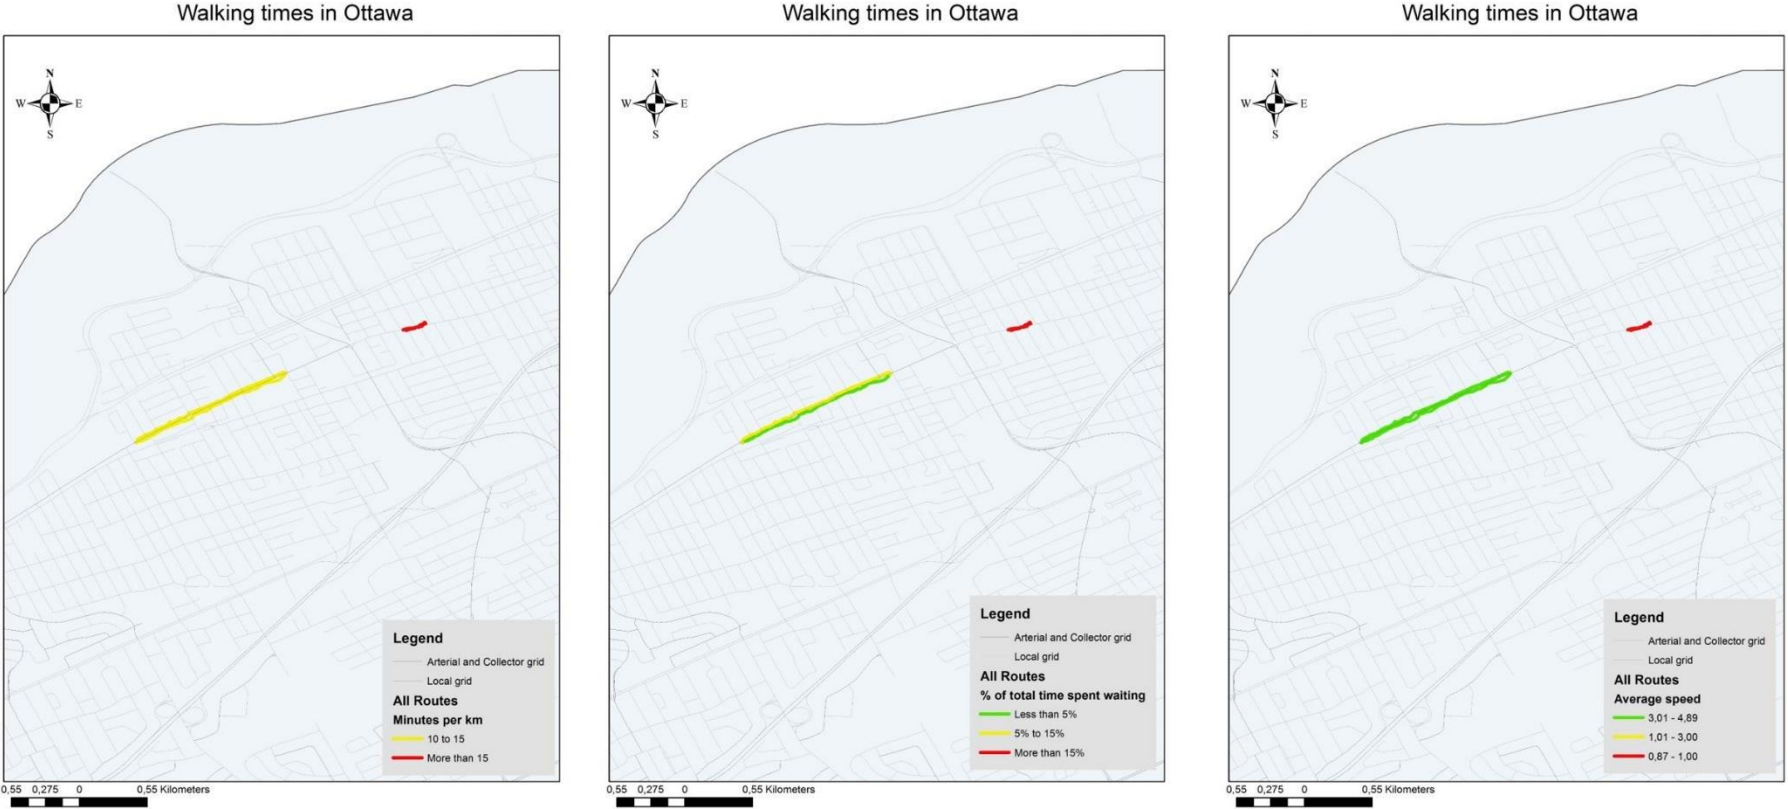 Walking times in Ottawa
N
W E
S
Legend
Arterial and Collector grid
Local grid
All Routes
Minutes per km
10 to 15
More than 15
0,55 0,275 0 0,55 Kilometers
Walking times in Ottawa
N
W E
S
Legend
Arterial and Collector grid
Local grid
All Routes
% of total time spent waiting
Less than 5%
5% to 15%
More than 15%
0,55 0,275 0 0,55 Kilometers
Walking times in Ottawa
N
W E
S
Legend
Arterial and Collector grid
Local grid
All Routes
Average speed
3,01 - 4,89
1,01 - 3,00
0,87 - 1,00
0,55 0,275 0 0,55 Kilometers